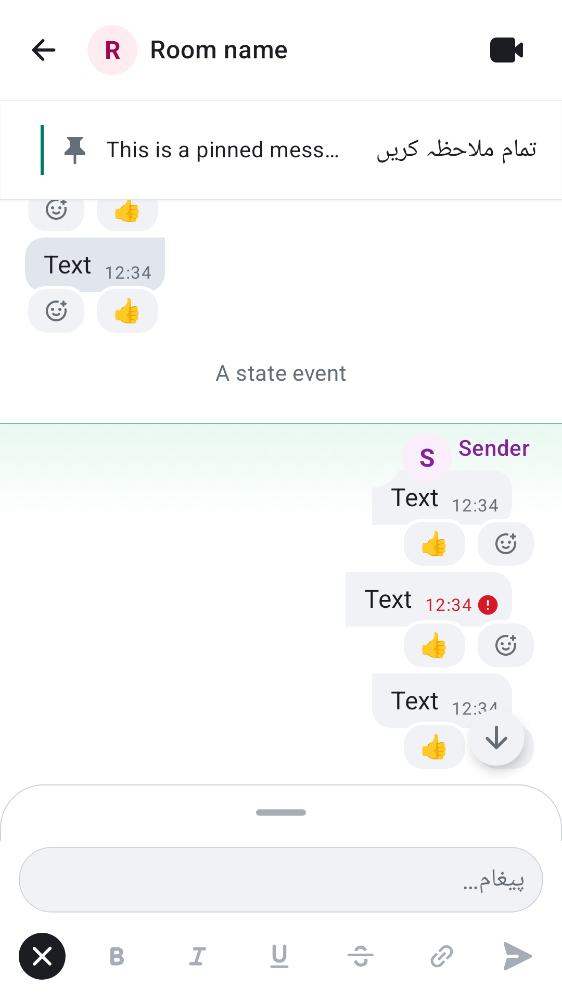 R Room name
This is a pinned mess... تمام ملاحظہ کریں
Text 12:34
A state event
S Sender
Text 12:34
Text 12:34
Text 12:34
پیغام...
B I U S